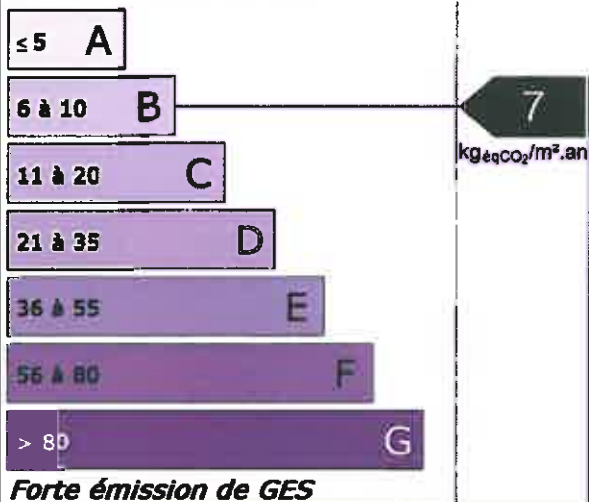 ≤ 5 A
6 à 10 B
7
kgéqCO₂/m².an
11 à 20 C
21 à 35 D
36 à 55 E
56 à 80 F
> 80 G
Forte émission de GES